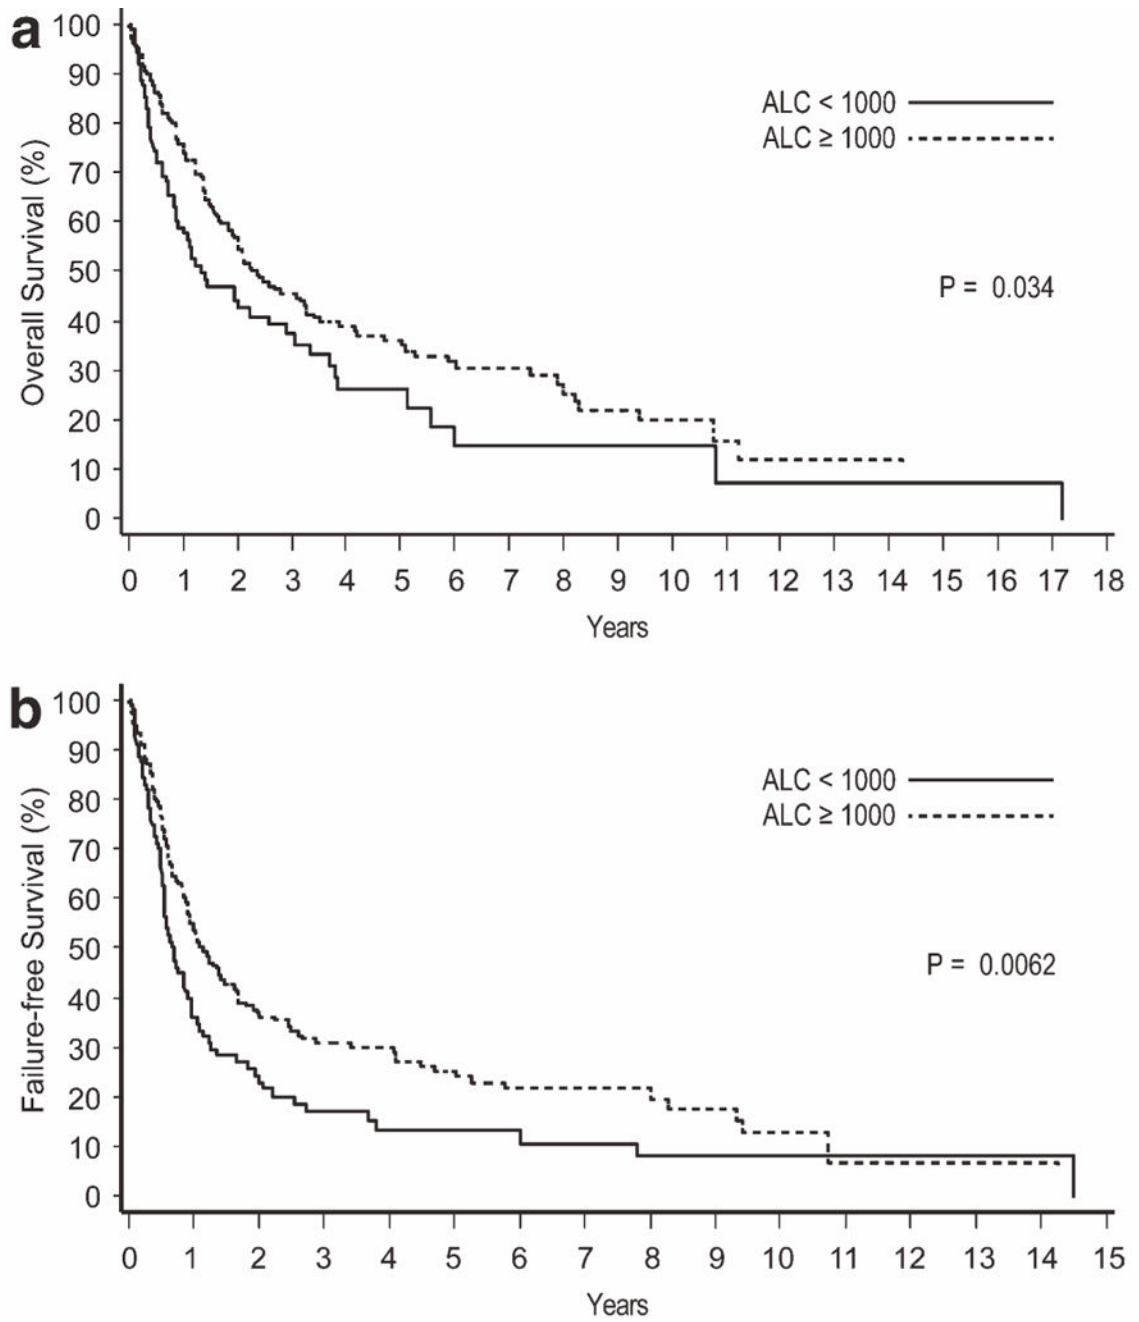 a
Overall Survival (%)
100
90
80
70
60
50
40
30
20
10
0
ALC < 1000
ALC ≥ 1000
P = 0.034
0 1 2 3 4 5 6 7 8 9 10 11 12 13 14 15 16 17 18
Years
b
Failure-free Survival (%)
100
90
80
70
60
50
40
30
20
10
0
ALC < 1000
ALC ≥ 1000
P = 0.0062
0 1 2 3 4 5 6 7 8 9 10 11 12 13 14 15
Years